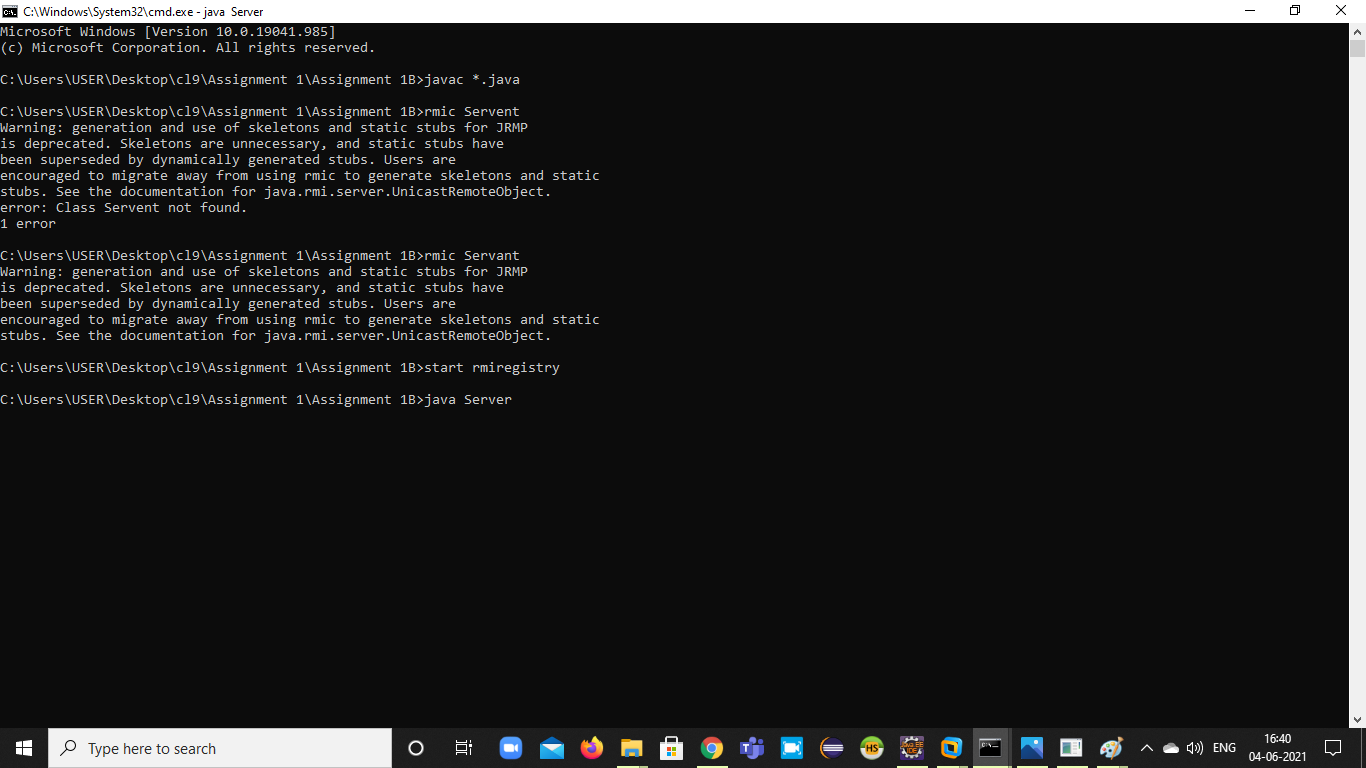 C:\Windows\System32\cmd.exe - java  Server
Microsoft Windows [Version 10.0.19041.985]
(c) Microsoft Corporation. All rights reserved.
C:\Users\USER\Desktop\cl9\Assignment 1\Assignment 1B>javac *.java
C:\Users\USER\Desktop\cl9\Assignment 1\Assignment 1B>rmic Servent
Warning: generation and use of skeletons and static stubs for JRMP
is deprecated. Skeletons are unnecessary, and static stubs have
been superseded by dynamically generated stubs. Users are
encouraged to migrate away from using rmic to generate skeletons and static
stubs. See the documentation for java.rmi.server.UnicastRemoteObject.
error: Class Servent not found.
1 error
C:\Users\USER\Desktop\cl9\Assignment 1\Assignment 1B>rmic Servant
Warning: generation and use of skeletons and static stubs for JRMP
is deprecated. Skeletons are unnecessary, and static stubs have
been superseded by dynamically generated stubs. Users are
encouraged to migrate away from using rmic to generate skeletons and static
stubs. See the documentation for java.rmi.server.UnicastRemoteObject.
C:\Users\USER\Desktop\cl9\Assignment 1\Assignment 1B>start rmiregistry
C:\Users\USER\Desktop\cl9\Assignment 1\Assignment 1B>java Server
Type here to search
HS
Java EE
IDE
ENG
16:40
04-06-2021